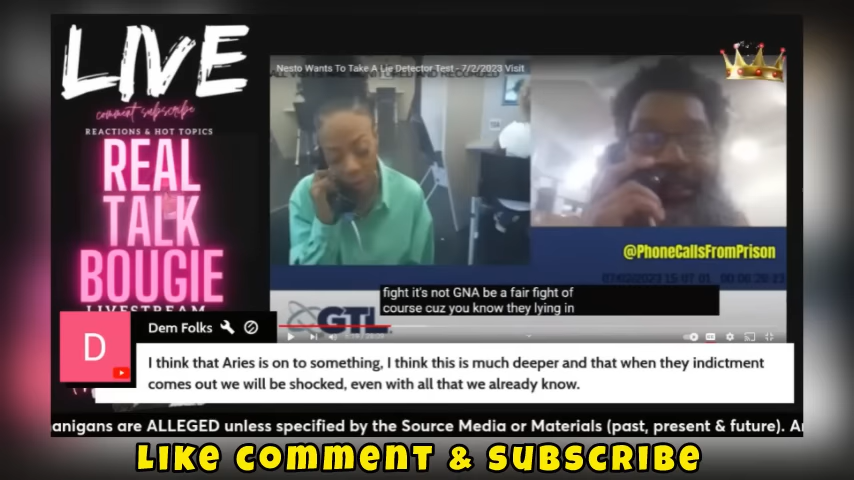 LIVE
comment subscribe
REACTIONS & HOT TOPICS
REAL
TALK
BOUGIE
LIVESTREAM
Nesto Wants To Take A Lie Detector Test - 7/2/2023 Visit
@PhoneCallsFromPrison
fight it's not GNA be a fair fight of
course cuz you know they lying in
GTL
D
Dem Folks
I think that Aries is on to something, I think this is much deeper and that when they indictment
comes out we will be shocked, even with all that we already know.
anigans are ALLEGED unless specified by the Source Media or Materials (past, present & future). A
LIKE COMMENT & SUBSCRIBE